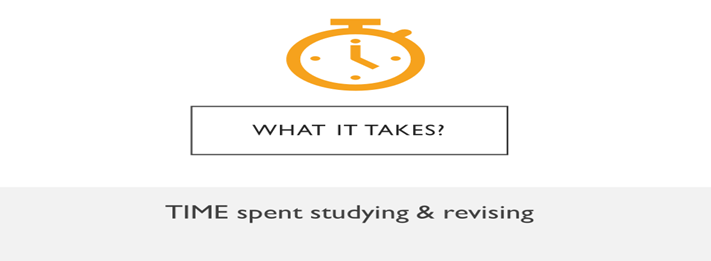 WHAT IT TAKES?
TIME spent studying & revising